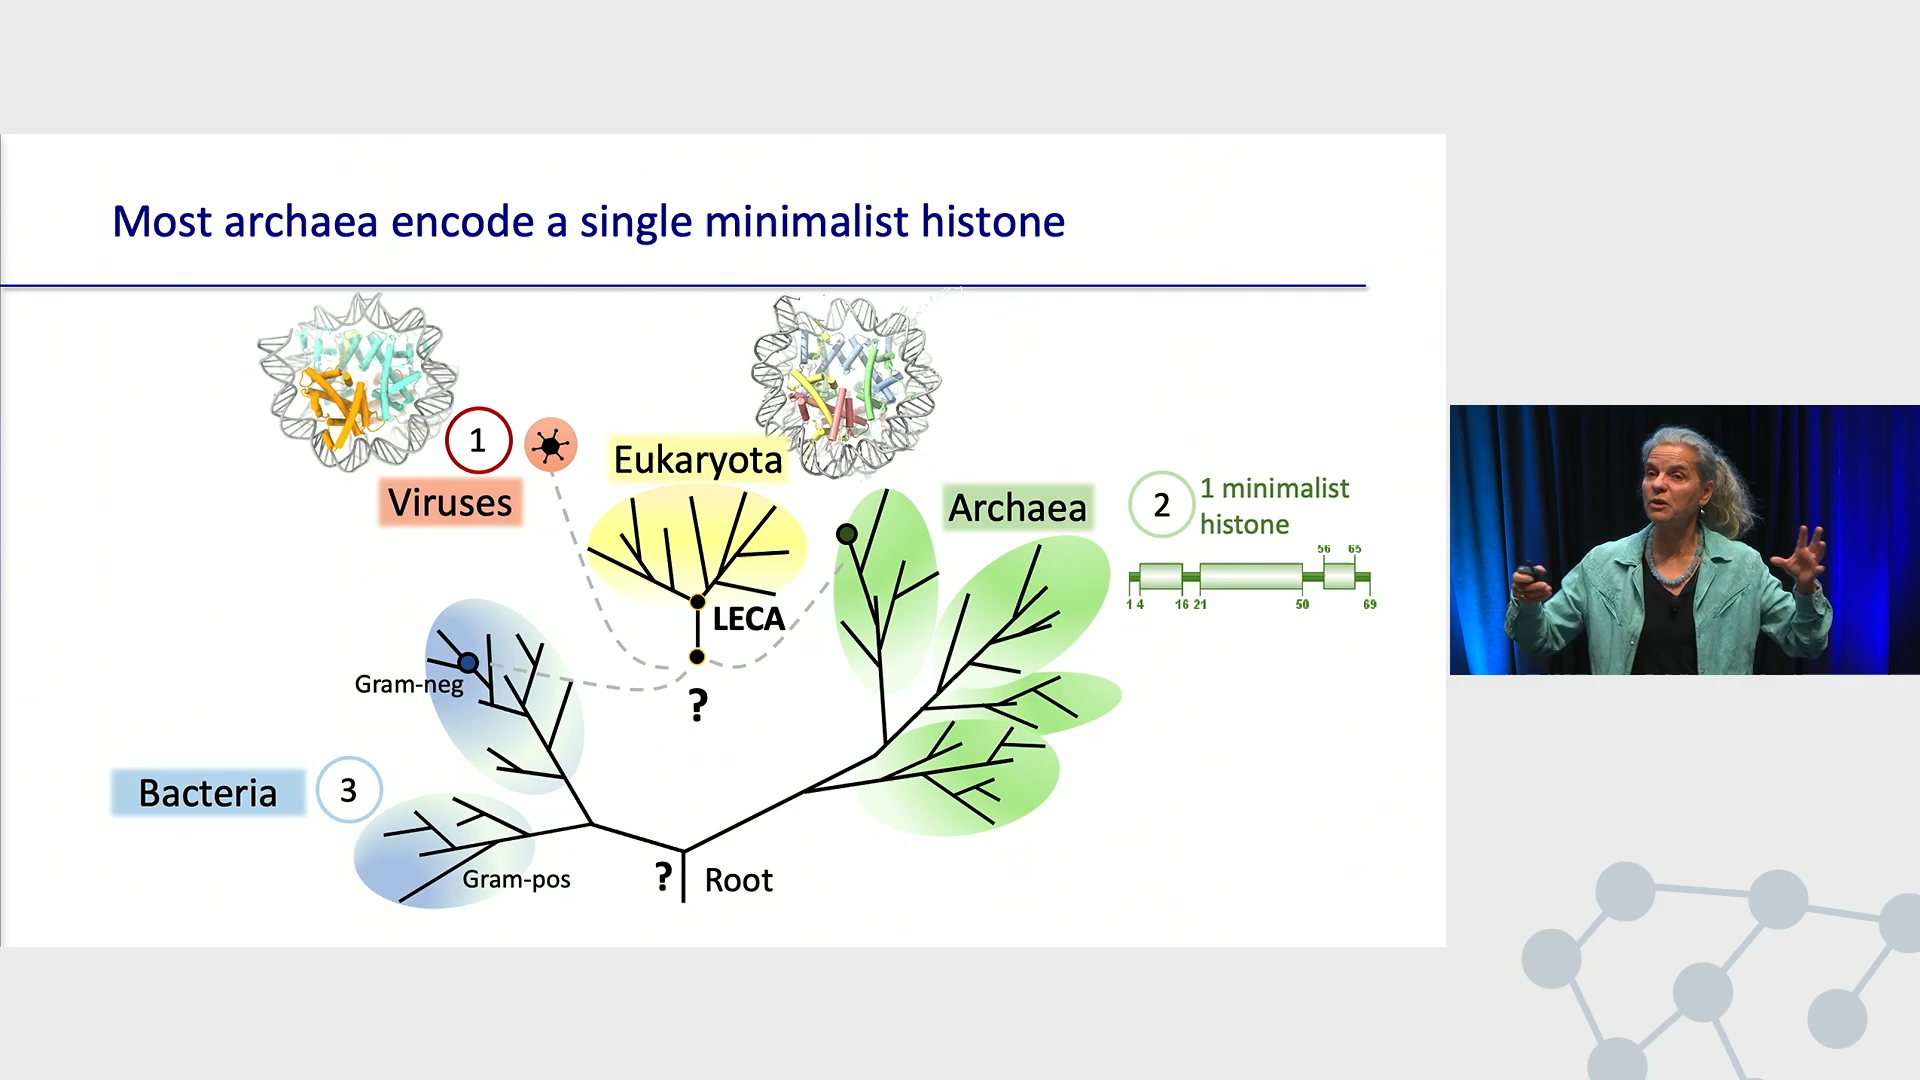 Most archaea encode a single minimalist histone
1
Viruses
Eukaryota
Archaea
2
1 minimalist
histone
56 65
1 4 16 21 50 69
LECA
Gram-neg
?
Bacteria
3
Gram-pos
? Root